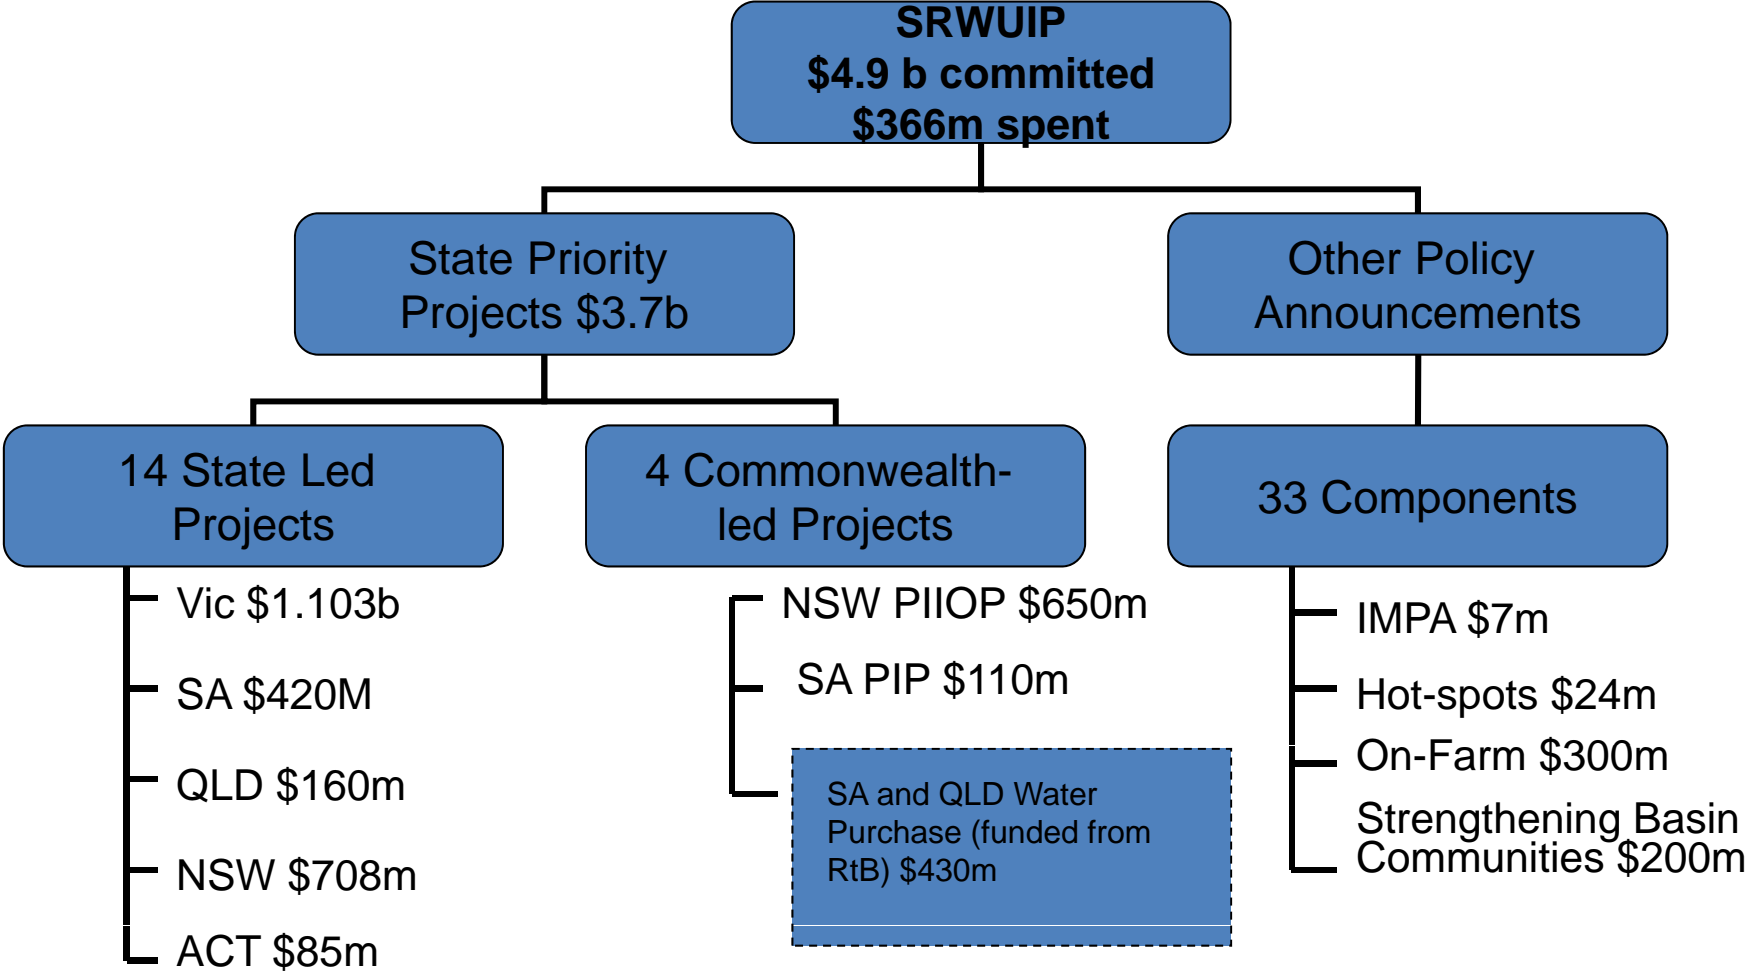 SRWUIP
$4.9 b committed
$366m spent
State Priority
Projects $3.7b
Other Policy
Announcements
14 State Led
Projects
4 Commonwealth-
led Projects
33 Components
Vic $1.103b
SA $420M
QLD $160m
NSW $708m
ACT $85m
NSW PIIOP $650m
SA PIP $110m
SA and QLD Water
Purchase (funded from
RtB) $430m
IMPA $7m
Hot-spots $24m
On-Farm $300m
Strengthening Basin
Communities $200m